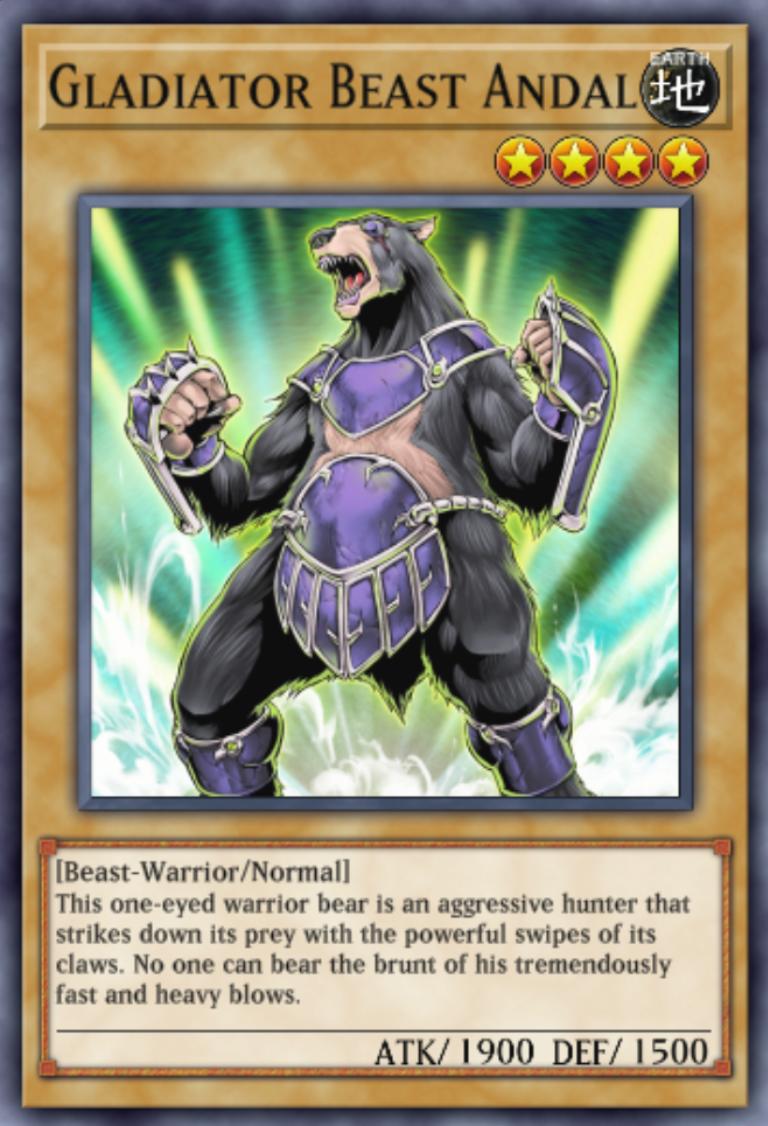 GLADIATOR BEAST ANDAL
EARTH
地
[Beast-Warrior/Normal]
This one-eyed warrior bear is an aggressive hunter that
strikes down its prey with the powerful swipes of its
claws. No one can bear the brunt of his tremendously
fast and heavy blows.
ATK/ 1900 DEF/ 1500